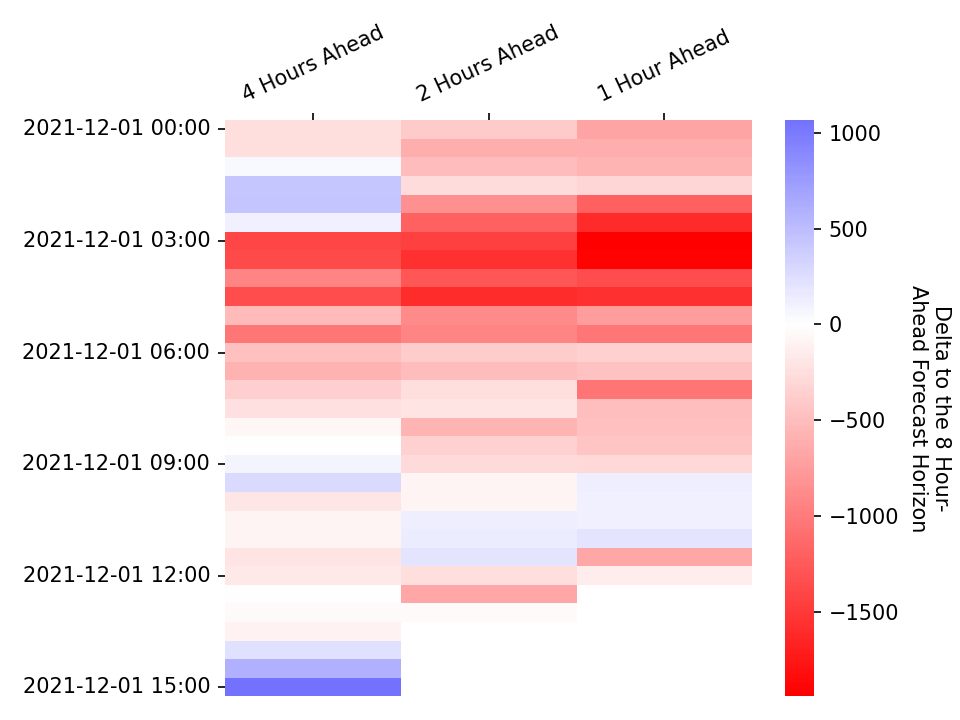 4 Hours Ahead
2 Hours Ahead
1 Hour Ahead
2021-12-01 00:00
2021-12-01 03:00
2021-12-01 06:00
2021-12-01 09:00
2021-12-01 12:00
2021-12-01 15:00
1000
500
0
−500
−1000
−1500
Delta to the 8 Hour-
Ahead Forecast Horizon